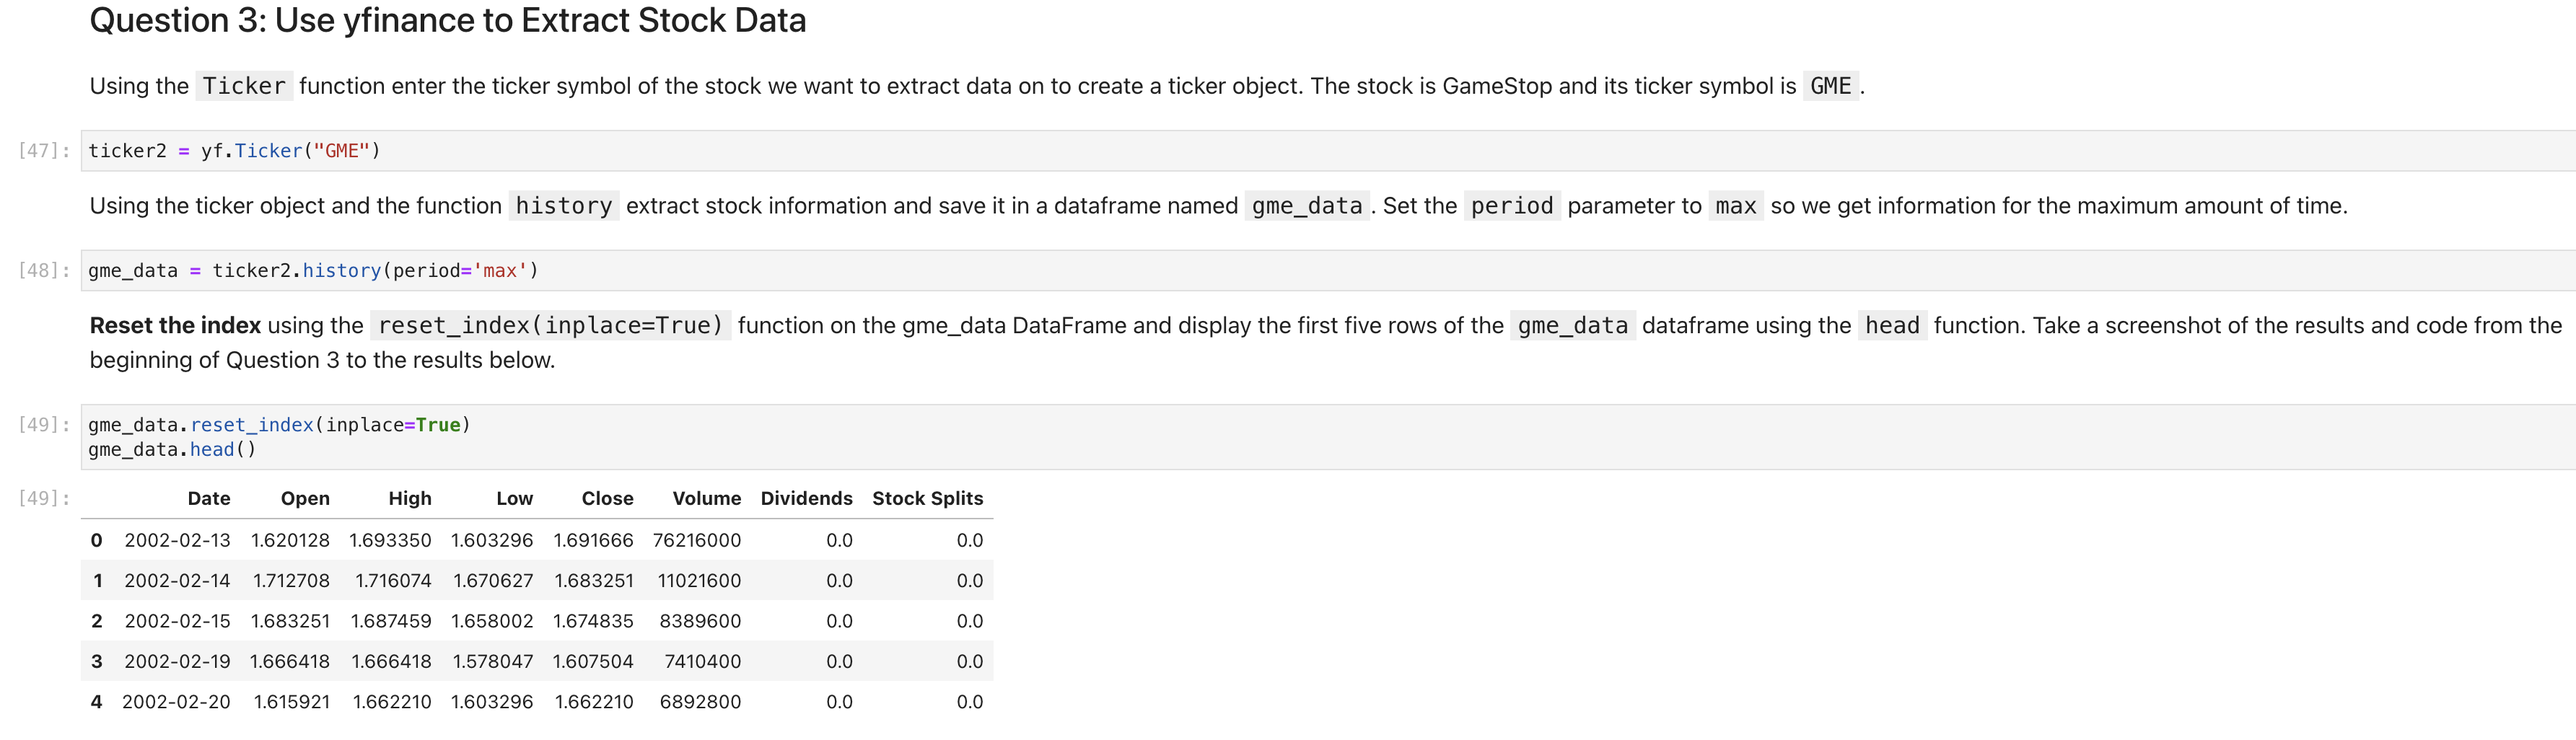 Question 3: Use yfinance to Extract Stock Data
Using the Ticker function enter the ticker symbol of the stock we want to extract data on to create a ticker object. The stock is GameStop and its ticker symbol is GME.
[47]: ticker2 = yf.Ticker("GME")
Using the ticker object and the function history extract stock information and save it in a dataframe named gme_data. Set the period parameter to max so we get information for the maximum amount of time.
[48]: gme_data = ticker2.history(period='max')
Reset the index using the reset_index(inplace=True) function on the gme_data DataFrame and display the first five rows of the gme_data dataframe using the head function. Take a screenshot of the results and code from the
beginning of Question 3 to the results below.
[49]: gme_data.reset_index(inplace=True)
gme_data.head()
[49]: Date Open High Low Close Volume Dividends Stock Splits
0 2002-02-13 1.620128 1.693350 1.603296 1.691666 76216000 0.0 0.0
1 2002-02-14 1.712708 1.716074 1.670627 1.683251 11021600 0.0 0.0
2 2002-02-15 1.683251 1.687459 1.658002 1.674835 8389600 0.0 0.0
3 2002-02-19 1.666418 1.666418 1.578047 1.607504 7410400 0.0 0.0
4 2002-02-20 1.615921 1.662210 1.603296 1.662210 6892800 0.0 0.0